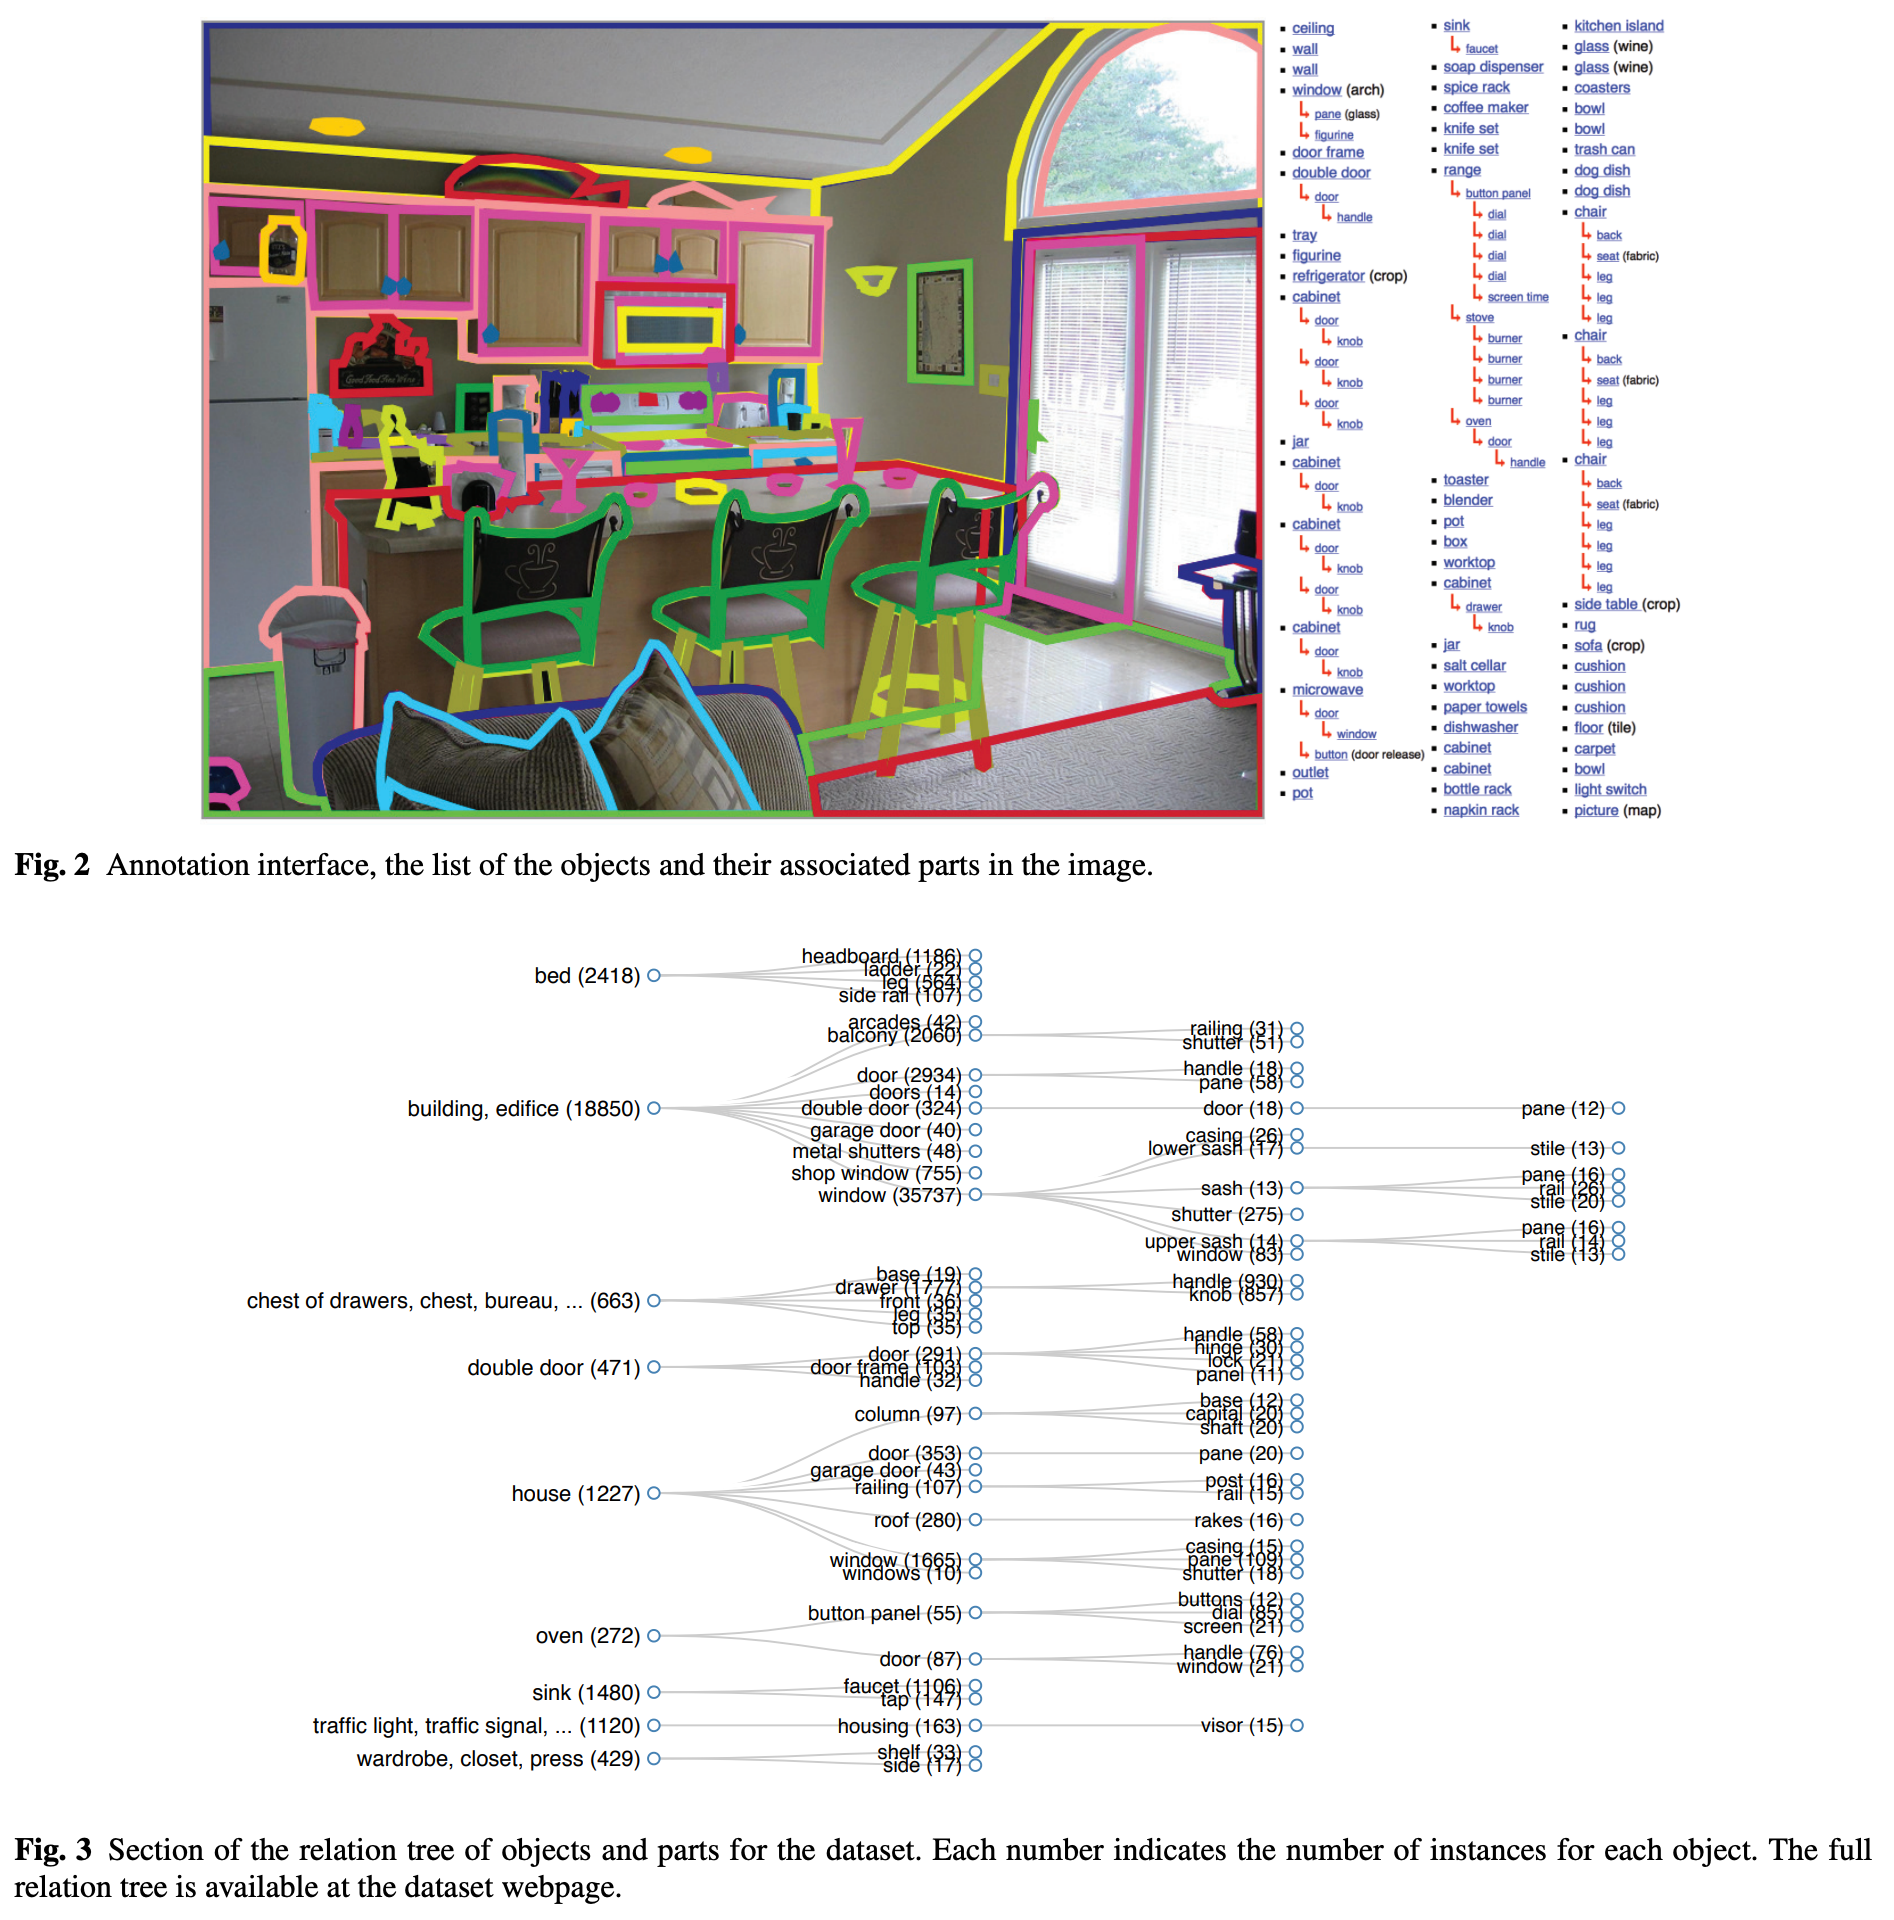 ceiling
wall
wall
window (arch)
pane (glass)
figurine
door frame
double door
door
handle
tray
figurine
refrigerator (crop)
cabinet
door
knob
door
knob
door
knob
jar
cabinet
door
knob
cabinet
door
knob
door
knob
cabinet
door
knob
microwave
door
window
button (door release)
outlet
pot
sink
faucet
soap dispenser
spice rack
coffee maker
knife set
knife set
range
button panel
dial
dial
dial
dial
screen time
stove
burner
burner
burner
burner
oven
door
handle
toaster
blender
pot
box
worktop
cabinet
drawer
knob
jar
salt cellar
worktop
paper towels
dishwasher
cabinet
cabinet
bottle rack
napkin rack
kitchen island
glass (wine)
glass (wine)
coasters
bowl
bowl
trash can
dog dish
dog dish
chair
back
seat (fabric)
leg
leg
leg
chair
back
seat (fabric)
leg
leg
leg
chair
back
seat (fabric)
leg
leg
leg
leg
side table (crop)
rug
sofa (crop)
cushion
cushion
cushion
floor (tile)
carpet
bowl
light switch
picture (map)
Good Food Fine Wine
Fig. 2 Annotation interface, the list of the objects and their associated parts in the image.
bed (2418)
headboard (1186)
ladder (22)
leg (564)
side rail (107)
building, edifice (18850)
arcades (42)
balcony (2060)
railing (31)
shutter (51)
door (2934)
handle (18)
pane (58)
doors (14)
double door (324)
door (18)
pane (12)
garage door (40)
metal shutters (48)
shop window (755)
window (35737)
casing (26)
lower sash (17)
stile (13)
sash (13)
pane (16)
rail (26)
stile (20)
shutter (275)
upper sash (14)
pane (16)
rail (14)
stile (13)
window (83)
chest of drawers, chest, bureau, ... (663)
base (19)
drawer (1777)
handle (930)
knob (857)
front (36)
leg (35)
top (35)
double door (471)
door (291)
handle (58)
hinge (30)
lock (21)
panel (11)
door frame (103)
handle (32)
house (1227)
column (97)
base (12)
capital (20)
shaft (20)
door (353)
pane (20)
garage door (43)
railing (107)
post (16)
rail (15)
roof (280)
rakes (16)
window (1665)
casing (15)
pane (109)
shutter (18)
windows (10)
oven (272)
button panel (55)
buttons (12)
dial (85)
screen (21)
door (87)
handle (76)
window (21)
sink (1480)
faucet (1106)
tap (147)
traffic light, traffic signal, ... (1120)
housing (163)
visor (15)
wardrobe, closet, press (429)
shelf (33)
side (17)
Fig. 3 Section of the relation tree of objects and parts for the dataset. Each number indicates the number of instances for each object. The full
relation tree is available at the dataset webpage.